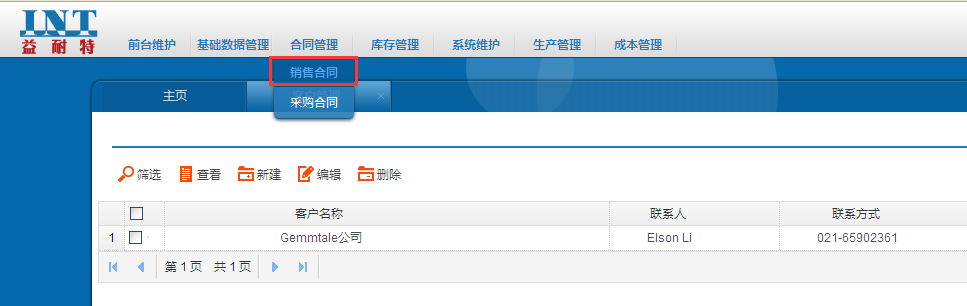 INT
益耐特
前台维护 基础数据管理 合同管理 库存管理 系统维护 生产管理 成本管理
销售合同
主页
采购合同
筛选 查看 新建 编辑 删除
客户名称 联系人 联系方式
1 Gemmtale公司 Elson Li 021-65902361
第 1 页 共 1 页